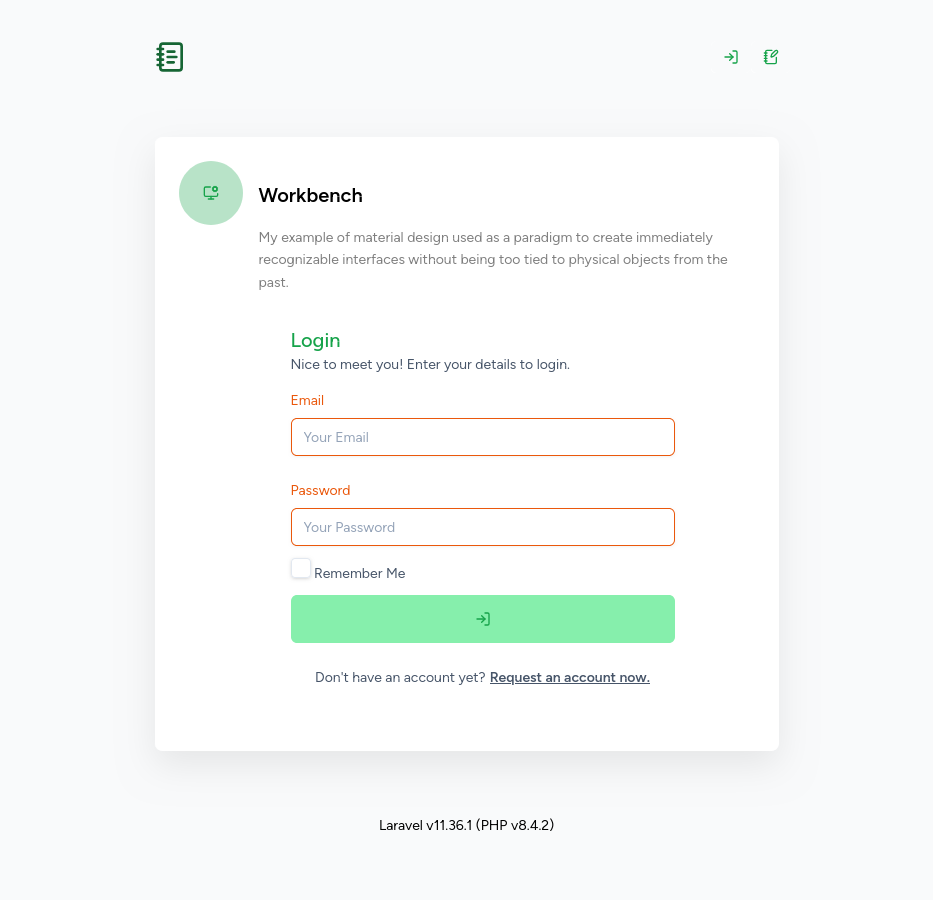 Workbench
My example of material design used as a paradigm to create immediately
recognizable interfaces without being too tied to physical objects from the
past.
Login
Nice to meet you! Enter your details to login.
Email
Your Email
Password
Your Password
Remember Me
Don't have an account yet? Request an account now.
Laravel v11.36.1 (PHP v8.4.2)